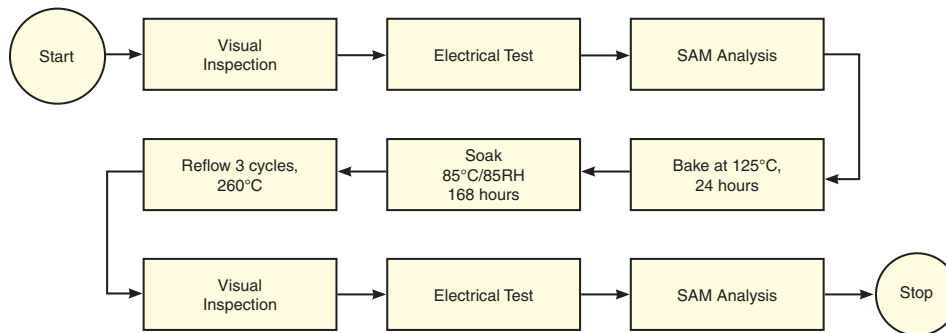 Start
Visual
Inspection
Electrical Test
SAM Analysis
Bake at 125°C,
24 hours
Soak
85°C/85RH
168 hours
Reflow 3 cycles,
260°C
Visual
Inspection
Electrical Test
SAM Analysis
Stop